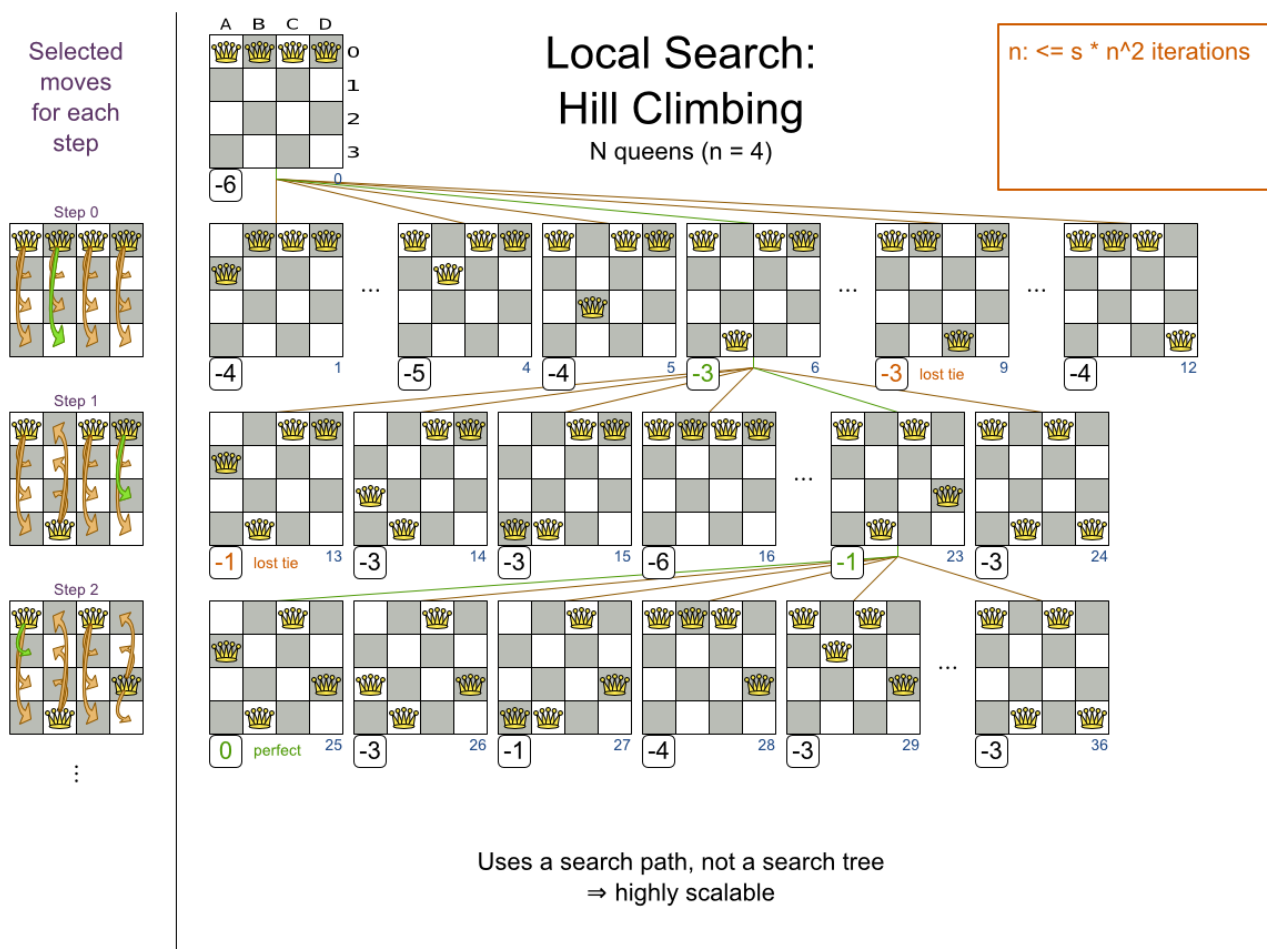 Selected
moves
for each
step
A B C D
0
1
2
3
Local Search:
Hill Climbing
N queens (n = 4)
n: <= s * n^2 iterations
-6
0
Step 0
...
...
...
-4
1
-5
4
-4
5
-3
6
-3
lost tie
9
-4
12
Step 1
...
-1
lost tie
13
-3
14
-3
15
-6
16
-1
23
-3
24
Step 2
...
0
perfect
25
-3
26
-1
27
-4
28
-3
29
-3
36
⋮
Uses a search path, not a search tree
⇒ highly scalable